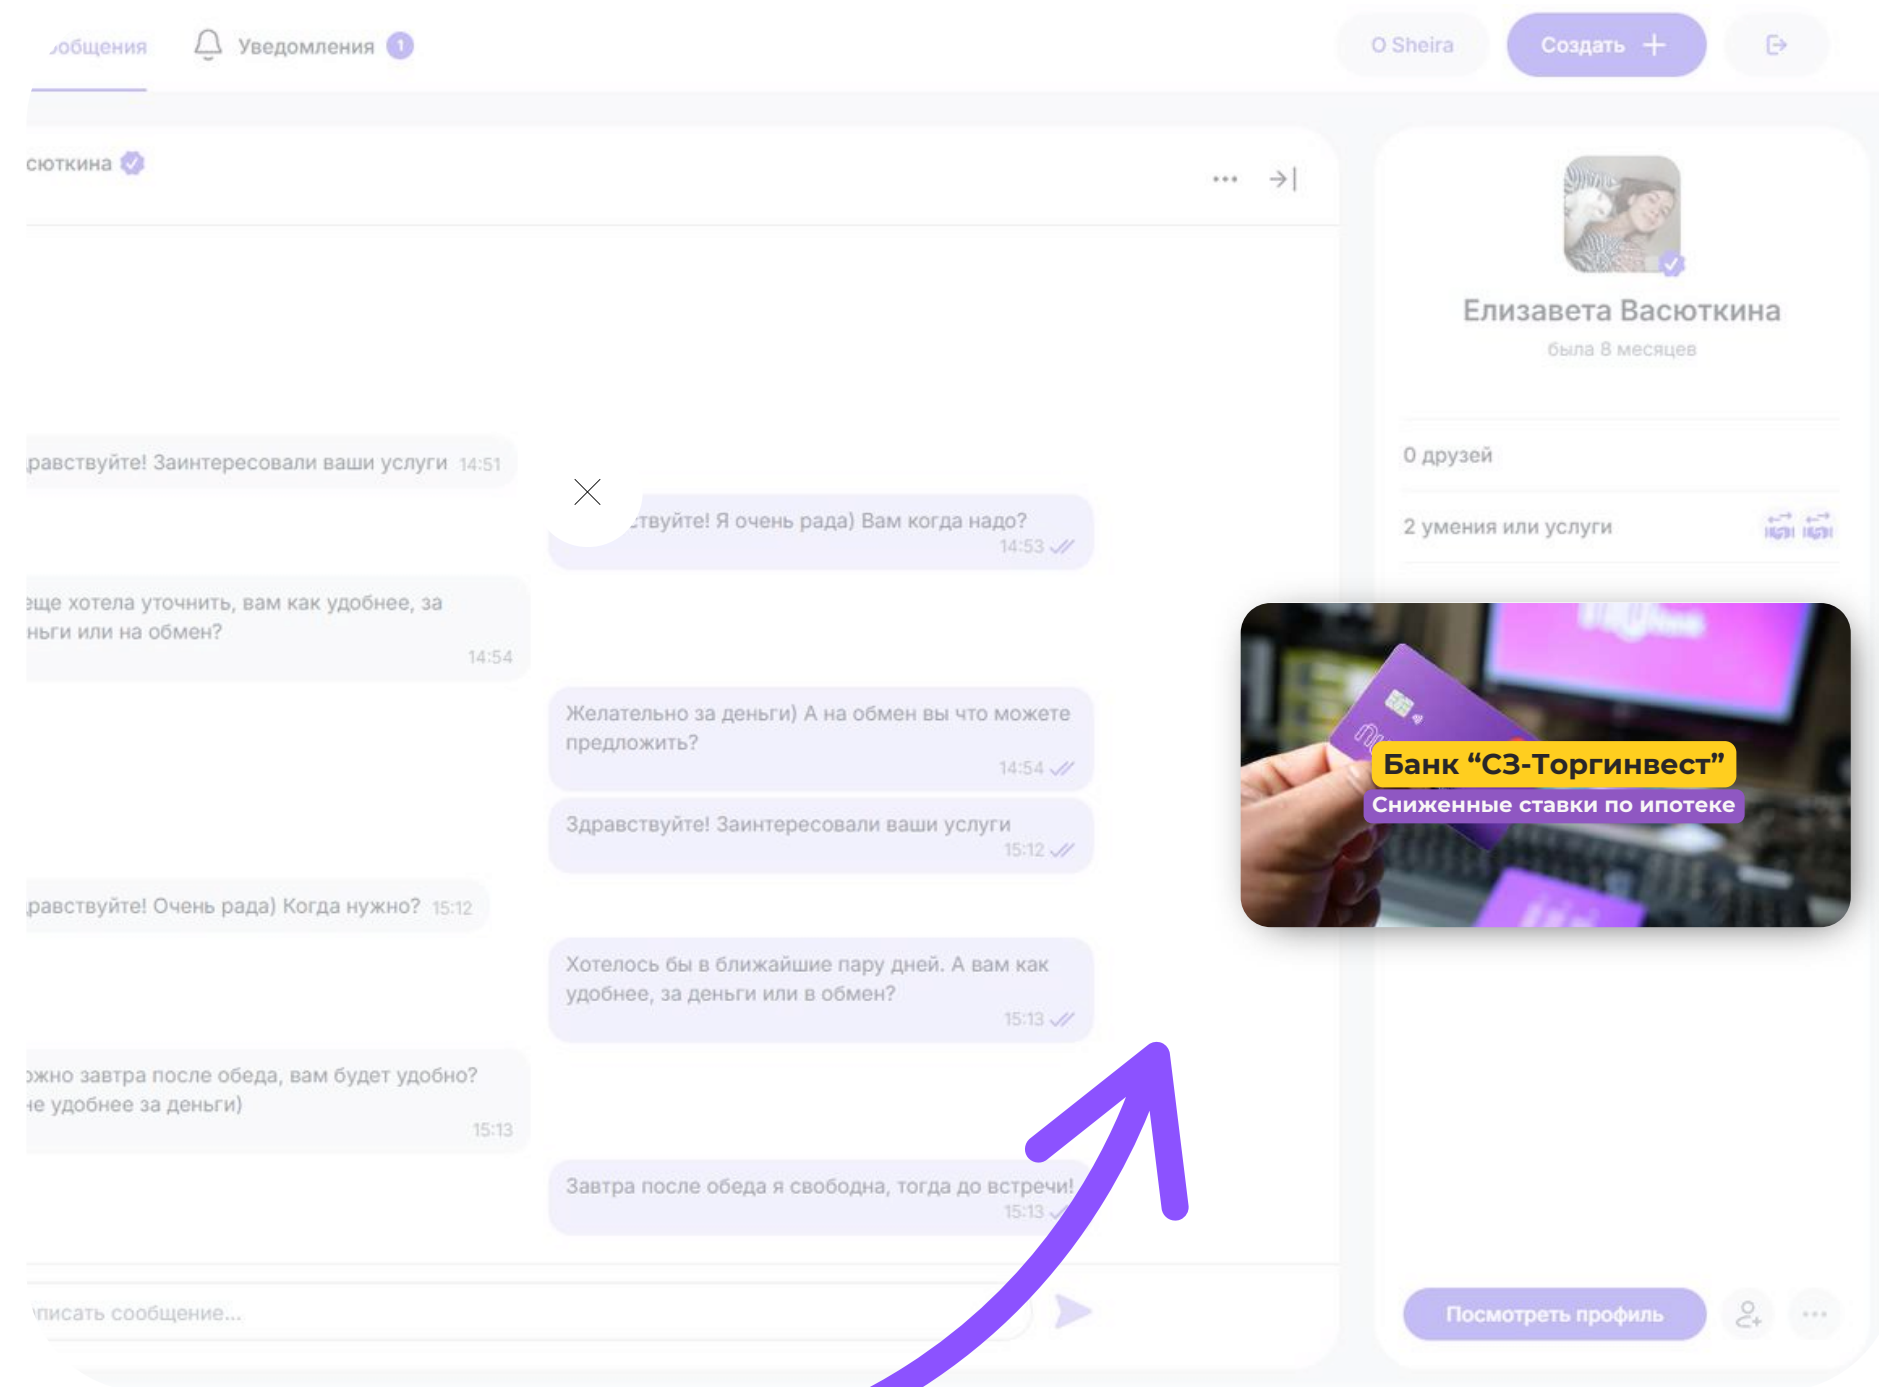 общения
Уведомления 1
О Sheira
Создать
сюткина
Елизавета Васюткина
была 8 месяцев
0 друзей
2 умения или услуги
равствуйте! Заинтересовали ваши услуги 14:51
ствуйте! Я очень рада) Вам когда надо?
14:53
еще хотела уточнить, вам как удобнее, за
ньги или на обмен?
14:54
Желательно за деньги) А на обмен вы что можете
предложить?
14:54
Здравствуйте! Заинтересовали ваши услуги
15:12
равствуйте! Очень рада) Когда нужно? 15:12
Хотелось бы в ближайшие пару дней. А вам как
удобнее, за деньги или в обмен?
15:13
ожно завтра после обеда, вам будет удобно?
не удобнее за деньги)
15:13
Завтра после обеда я свободна, тогда до встречи!
15:13
писать сообщение...
Банк “СЗ-Торгинвест”
Сниженные ставки по ипотеке
Посмотреть профиль